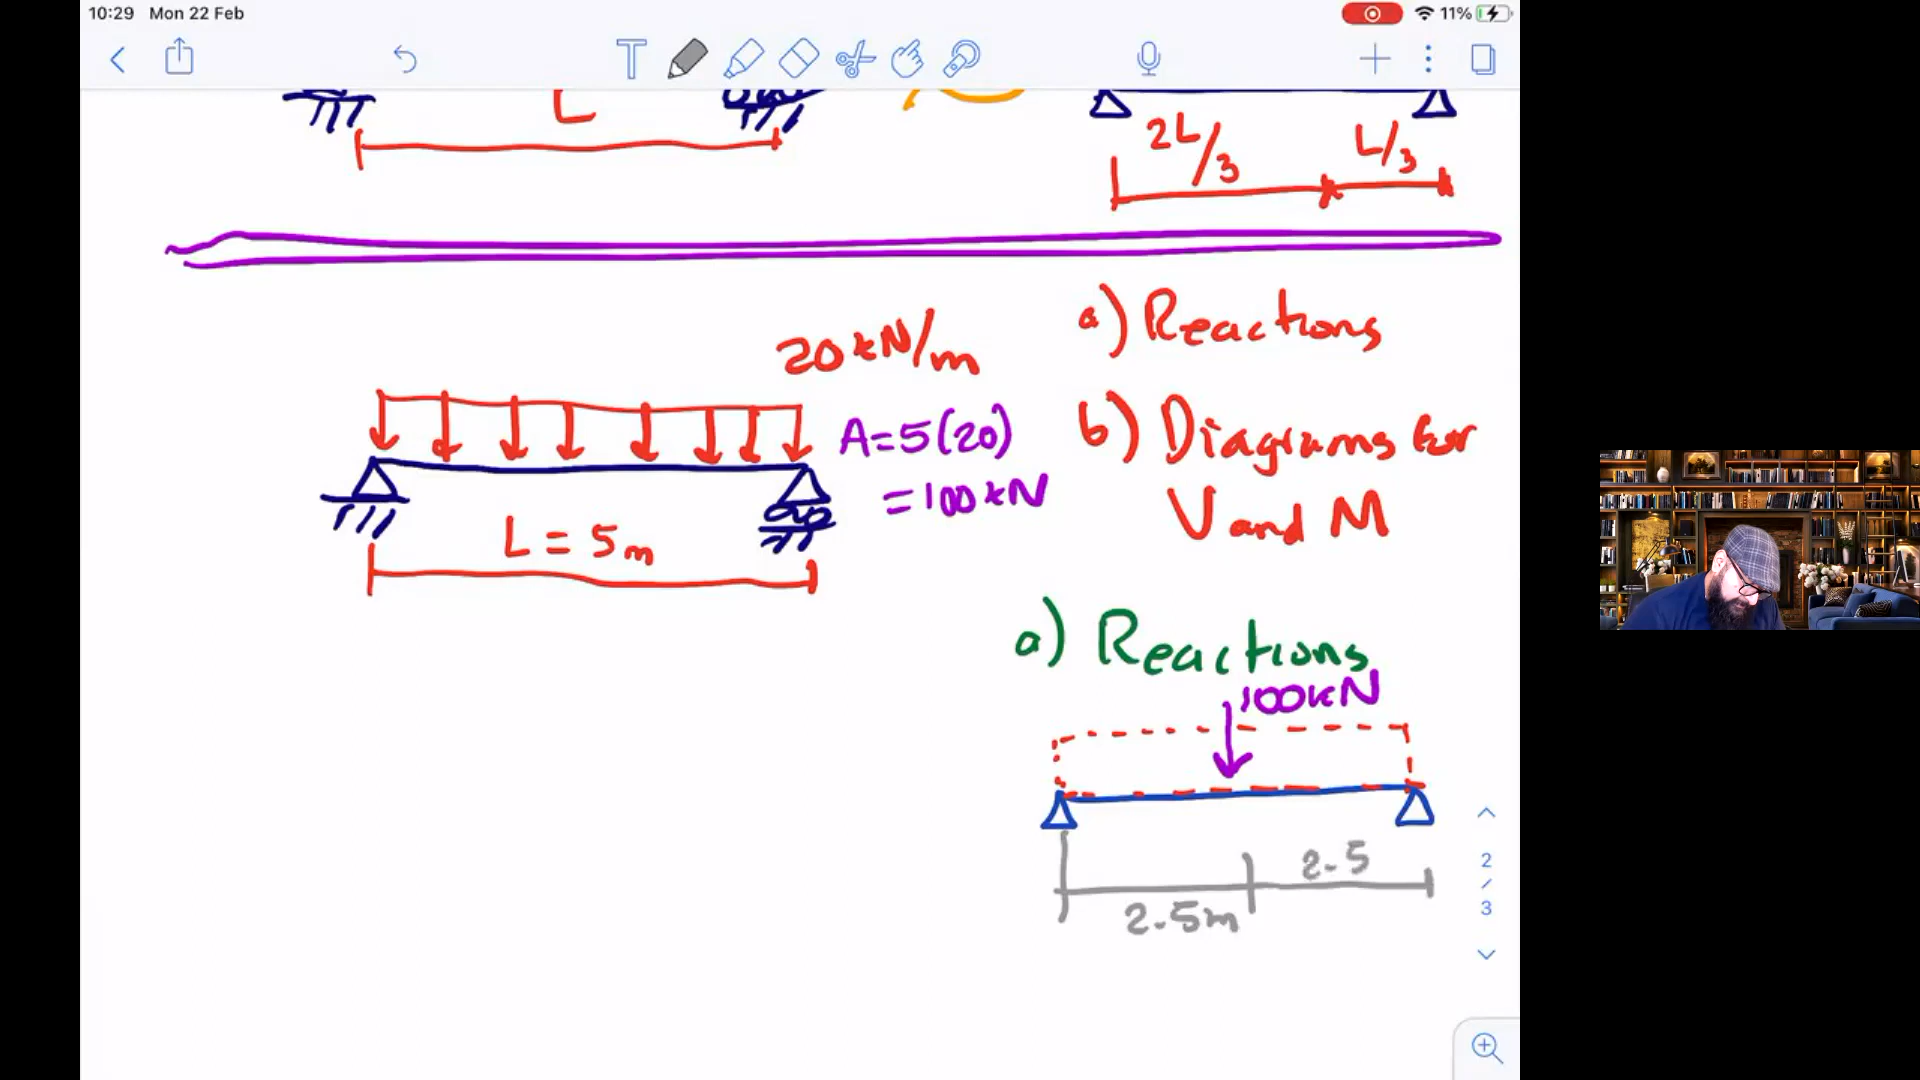 10:29 Mon 22 Feb
11%
T
L
2L/3
L/3
20kN/m
A=5(20)
=100kN
L=5m
a) Reactions
b) Diagrams for
V and M
a) Reactions
100kN
2.5
2.5m
2
/
3